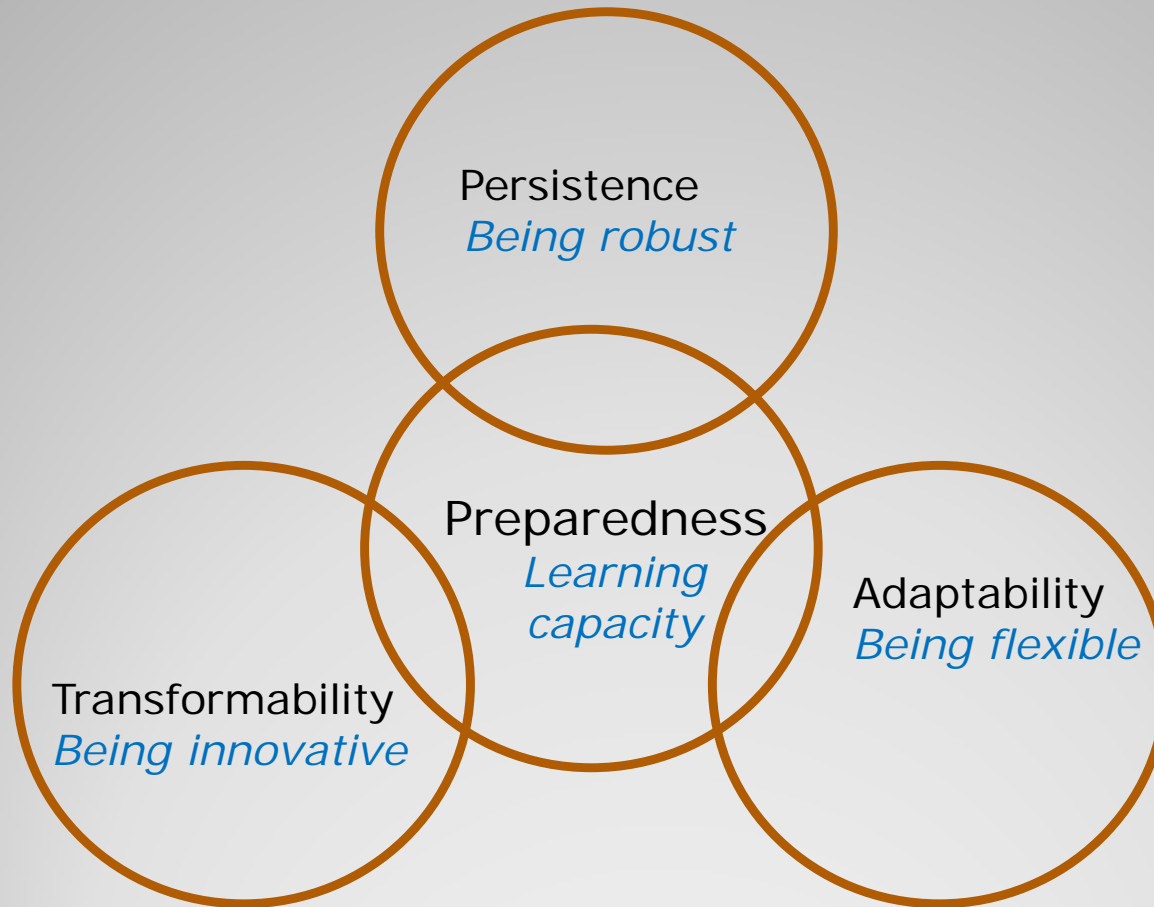 Persistence
Being robust
Preparedness
Learning
capacity
Adaptability
Being flexible
Transformability
Being innovative